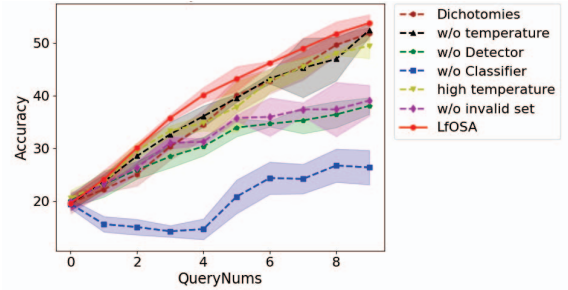 Dichotomies
w/o temperature
w/o Detector
w/o Classifier
high temperature
w/o invalid set
LfOSA
50
40
30
20
Accuracy
0 2 4 6 8
QueryNums